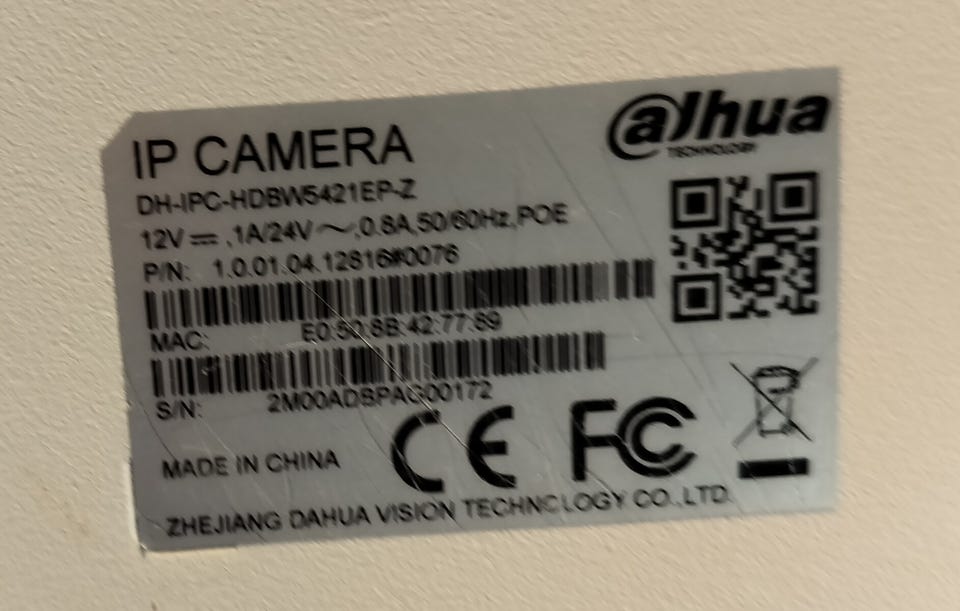 alhua
TECHNOLOGY
IP CAMERA
DH-IPC-HDBW5421EP-Z
12V⎓,1A/24V～,0.8A,50/60Hz,POE
P/N: 1.0.01.04.12816#0076
MAC: E0:50:8B:42:77:89
S/N: 2M00ADBPAG00172
MADE IN CHINA
CE FC
ZHEJIANG DAHUA VISION TECHNOLOGY CO.,LTD.